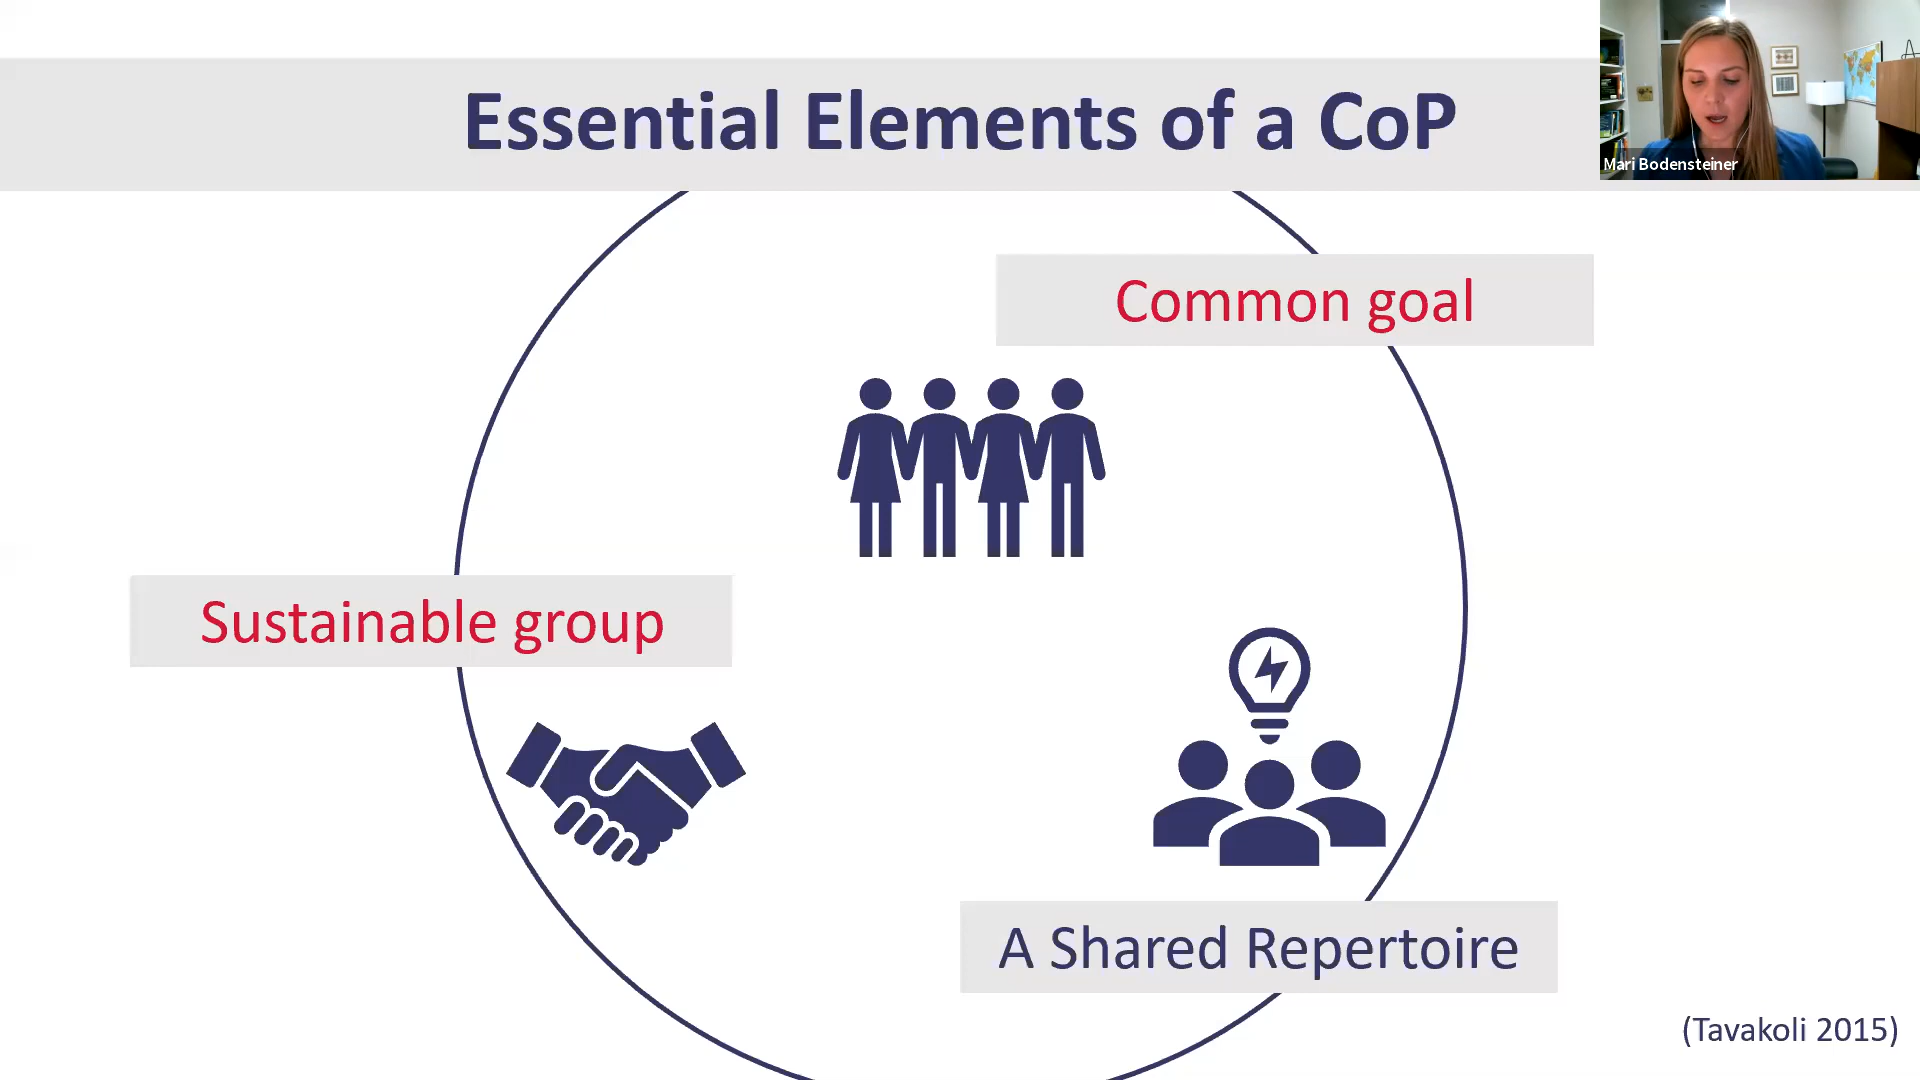 Essential Elements of a CoP
Mari Bodensteiner
Common goal
Sustainable group
A Shared Repertoire
(Tavakoli 2015)